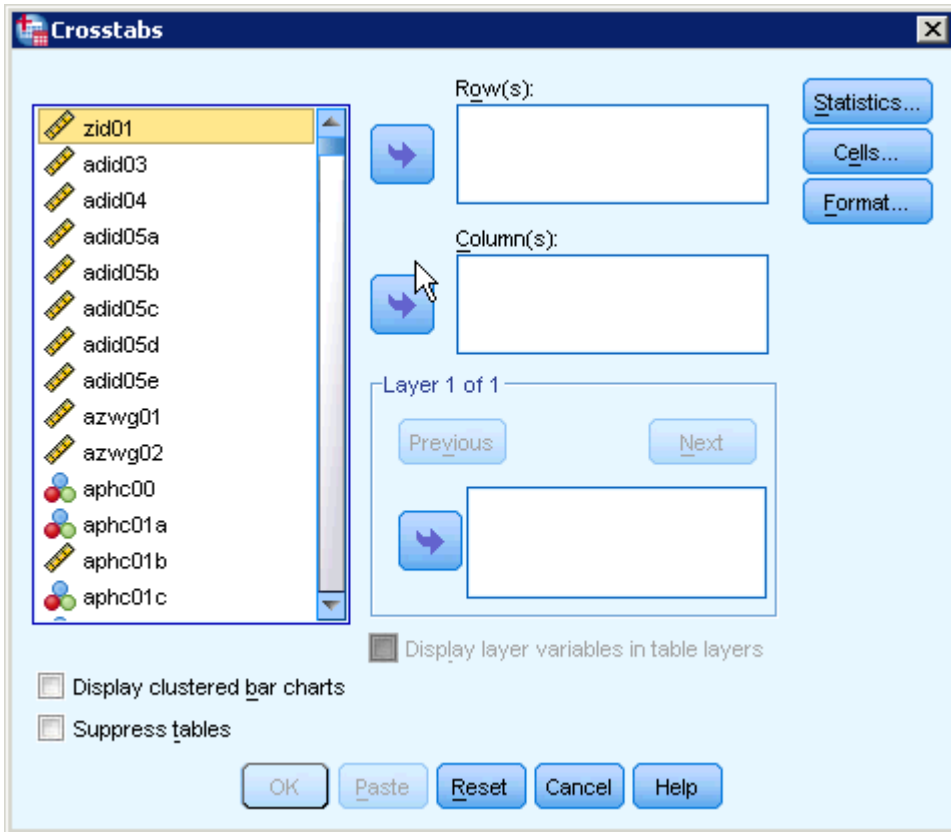 Crosstabs
zid01
adid03
adid04
adid05a
adid05b
adid05c
adid05d
adid05e
azwg01
azwg02
aphc00
aphc01a
aphc01b
aphc01c
Row(s):
Column(s):
Layer 1 of 1
Previous
Next
Display layer variables in table layers
Statistics...
Cells...
Format...
Display clustered bar charts
Suppress tables
OK
Paste
Reset
Cancel
Help